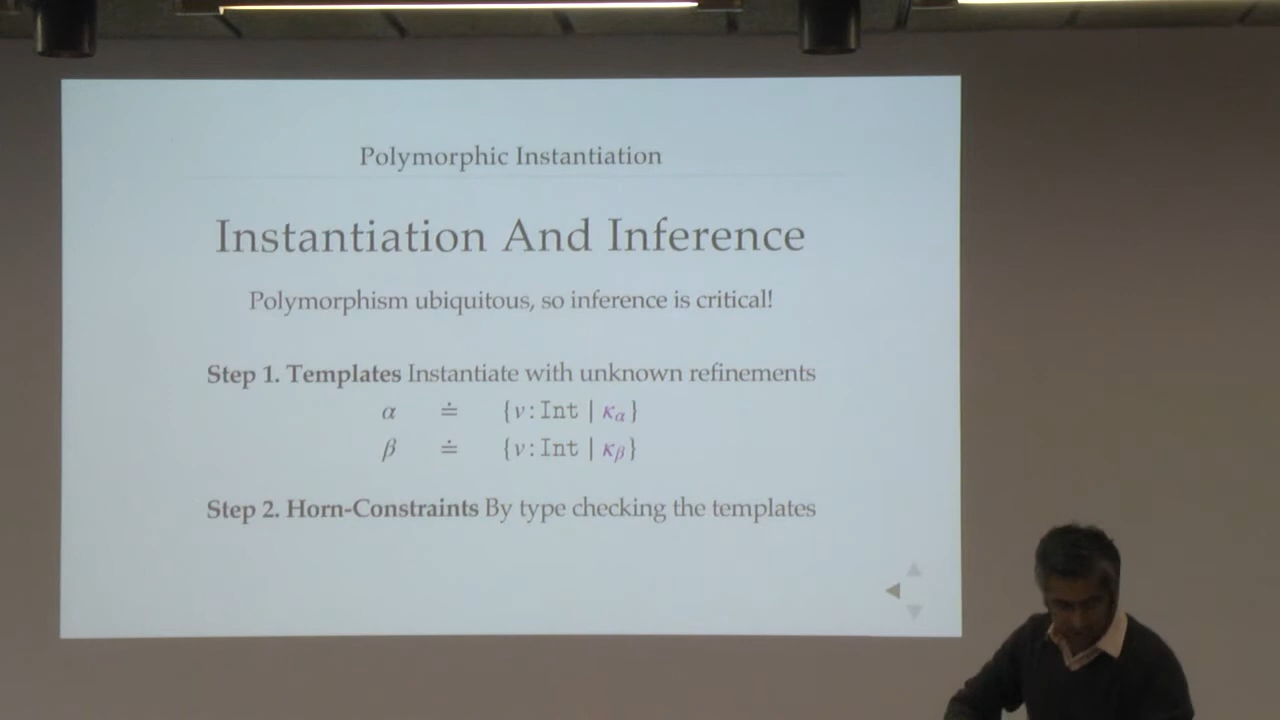 Polymorphic Instantiation
Instantiation And Inference
Polymorphism ubiquitous, so inference is critical!
Step 1. Templates Instantiate with unknown refinements
α ≐ {v:Int | κα}
β ≐ {v:Int | κβ}
Step 2. Horn-Constraints By type checking the templates